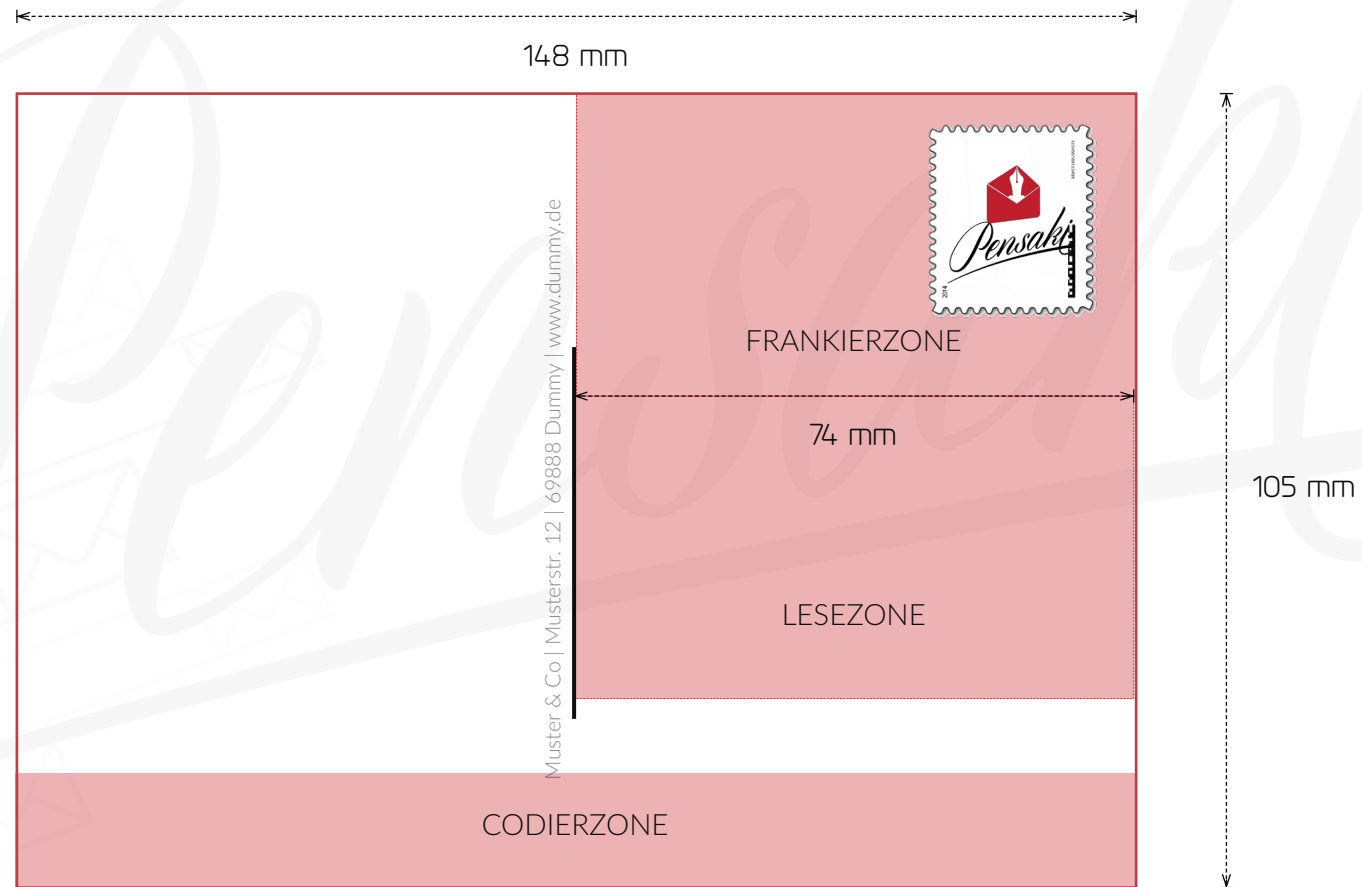 148 mm
Pensaki
2014
FRANKIERZONE
74 mm
105 mm
Muster & Co | Musterstr. 12 | 69888 Dummy | www.dummy.de
LESEZONE
CODIERZONE
Pensaki